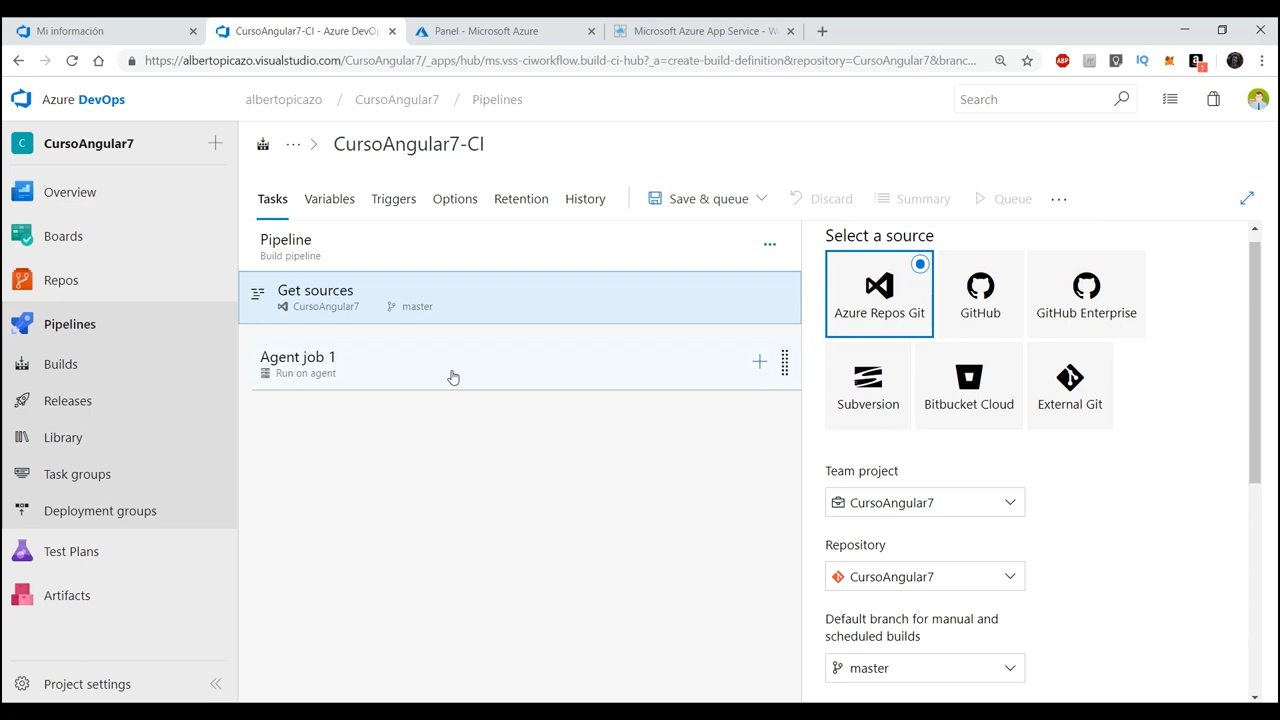 Mi información
CursoAngular7-CI - Azure DevO
Panel - Microsoft Azure
Microsoft Azure App Service - W
https://albertopicazo.visualstudio.com/CursoAngular7/_apps/hub/ms.vss-ciworkflow.build-ci-hub?_a=create-build-definition&repository=CursoAngular7&branc...
ABP
IQ
1
Azure DevOps
albertopicazo / CursoAngular7 / Pipelines
Search
C CursoAngular7
Overview
Boards
Repos
Pipelines
Builds
Releases
Library
Task groups
Deployment groups
Test Plans
Artifacts
Project settings
... > CursoAngular7-CI
Tasks Variables Triggers Options Retention History Save & queue Discard Summary Queue ...
Pipeline
Build pipeline
Get sources
CursoAngular7 master
Agent job 1
Run on agent
Select a source
Azure Repos Git GitHub GitHub Enterprise
Subversion Bitbucket Cloud External Git
Team project
CursoAngular7
Repository
CursoAngular7
Default branch for manual and
scheduled builds
master